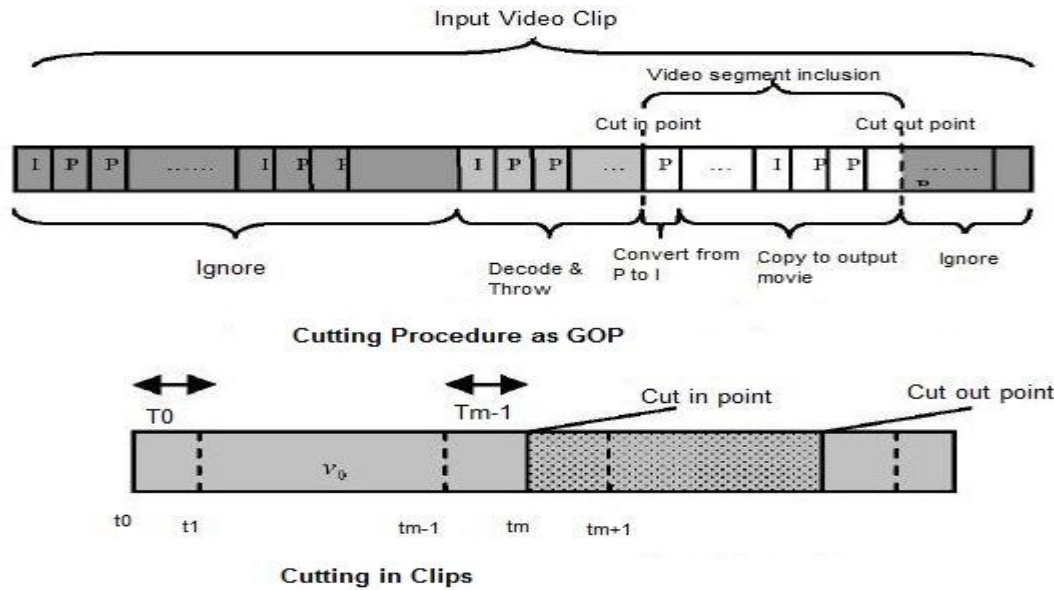 Input Video Clip
Video segment inclusion
Cut in point Cut out point
I P P ...... I P P I P P ... P ... I P P ... ...
Ignore Decode & Throw Convert from P to I Copy to output movie Ignore
Cutting Procedure as GOP
T0 Tm-1 Cut in point Cut out point
v0
t0 t1 tm-1 tm tm+1
Cutting in Clips